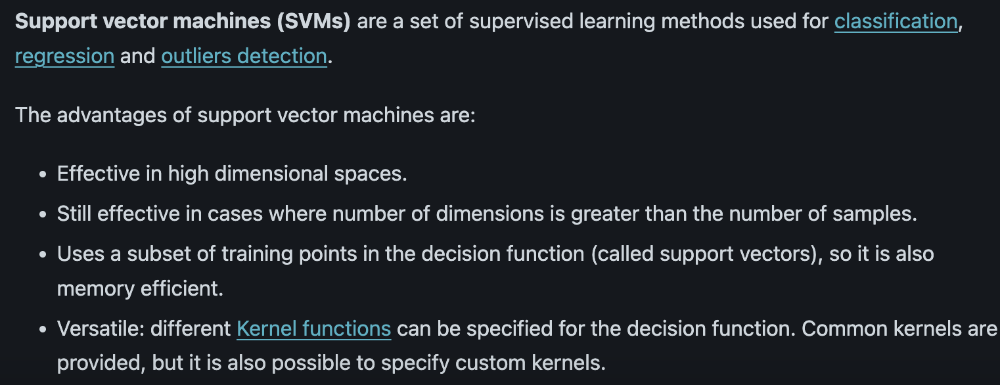 Support vector machines (SVMs) are a set of supervised learning methods used for classification,
regression and outliers detection.
The advantages of support vector machines are:
• Effective in high dimensional spaces.
• Still effective in cases where number of dimensions is greater than the number of samples.
• Uses a subset of training points in the decision function (called support vectors), so it is also
memory efficient.
• Versatile: different Kernel functions can be specified for the decision function. Common kernels are
provided, but it is also possible to specify custom kernels.